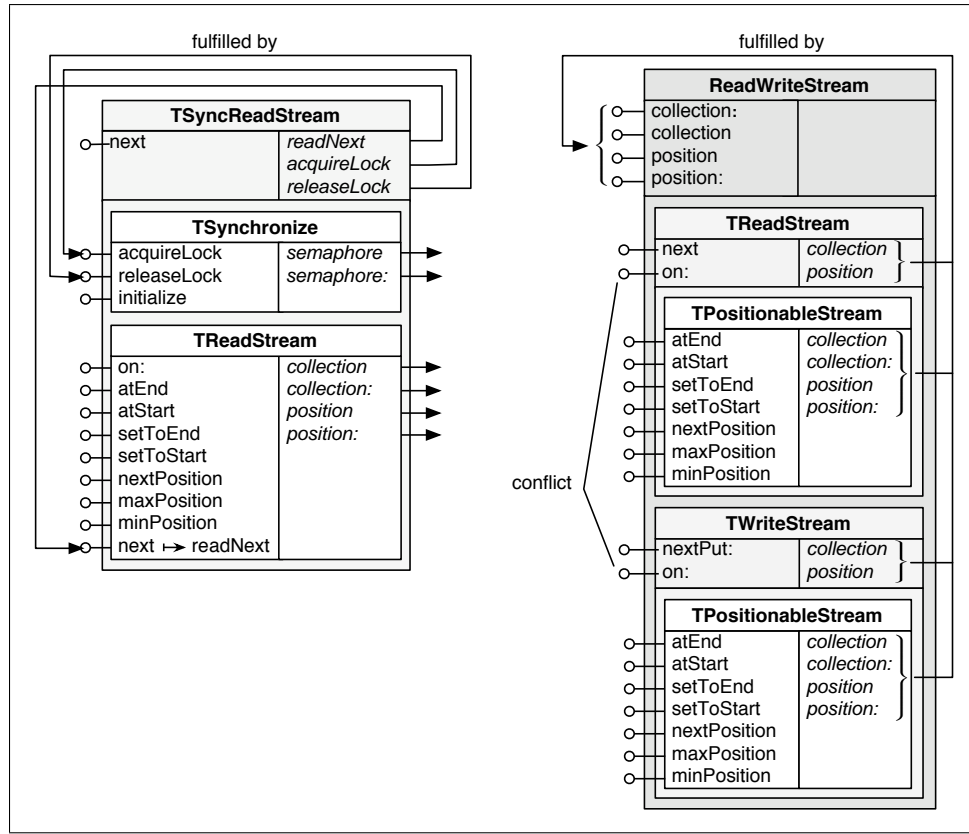 fulfilled by
TSyncReadStream
next readNext
acquireLock
releaseLock
TSynchronize
acquireLock semaphore
releaseLock semaphore:
initialize
TReadStream
on: collection
atEnd collection:
atStart position
setToEnd position:
setToStart
nextPosition
maxPosition
minPosition
next ↦ readNext
fulfilled by
ReadWriteStream
collection:
collection
position
position:
TReadStream
next collection
on: position
TPositionableStream
atEnd collection
atStart collection:
setToEnd position
setToStart position:
nextPosition
maxPosition
minPosition
conflict
TWriteStream
nextPut: collection
on: position
TPositionableStream
atEnd collection
atStart collection:
setToEnd position
setToStart position:
nextPosition
maxPosition
minPosition